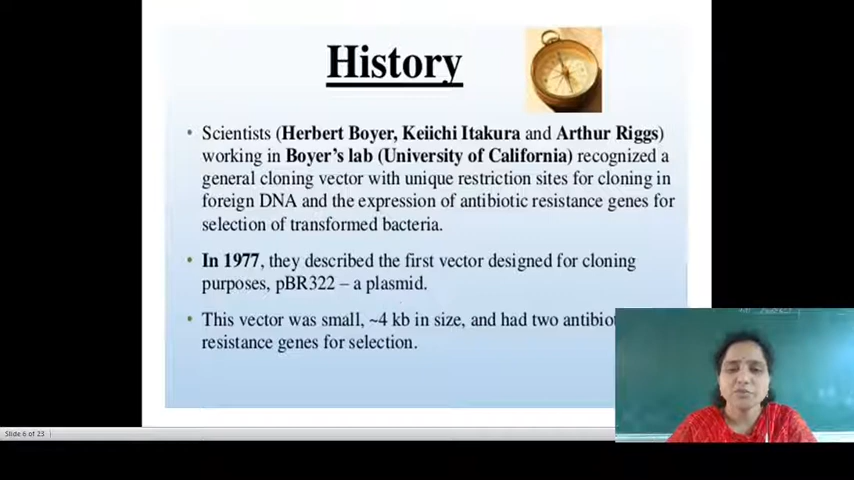 History
• Scientists (Herbert Boyer, Keiichi Itakura and Arthur Riggs)
working in Boyer's lab (University of California) recognized a
general cloning vector with unique restriction sites for cloning in
foreign DNA and the expression of antibiotic resistance genes for
selection of transformed bacteria.
• In 1977, they described the first vector designed for cloning
purposes, pBR322 – a plasmid.
• This vector was small, ~4 kb in size, and had two
resistance genes for selection.
Slide 6 of 23